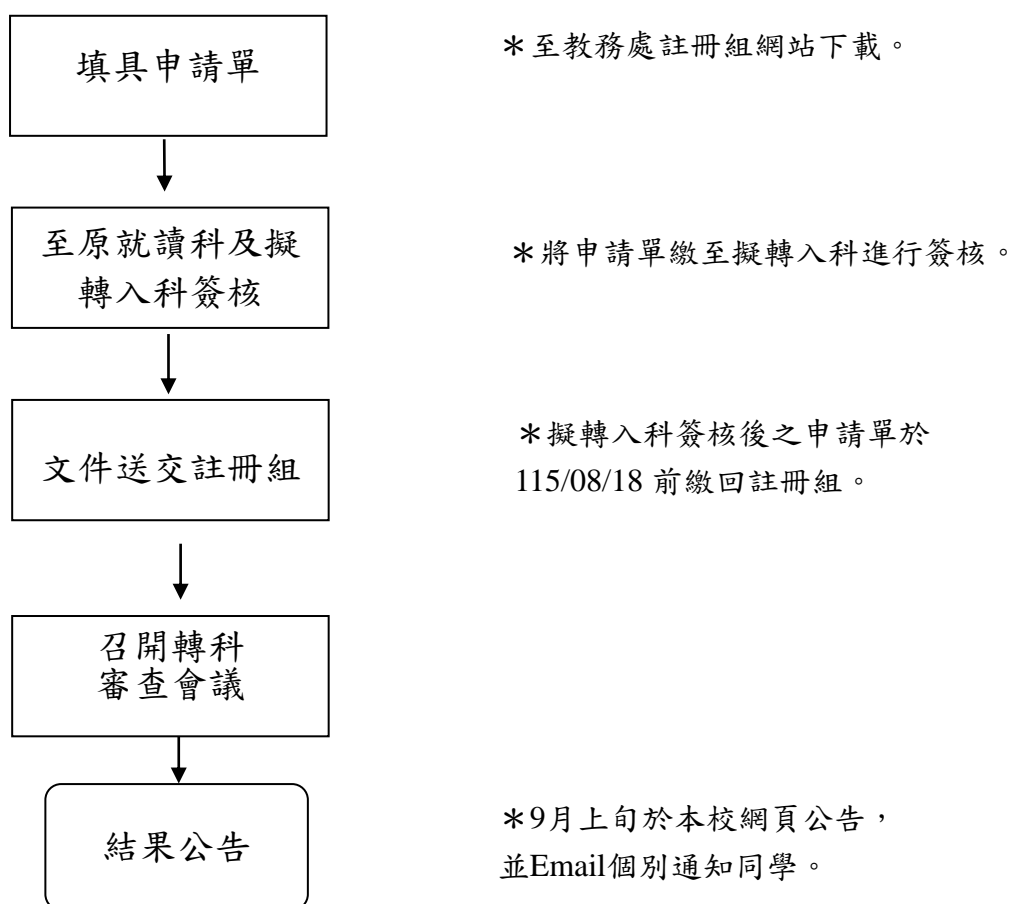 填具申請單
＊至教務處註冊組網站下載。
至原就讀科及擬
轉入科簽核
＊將申請單繳至擬轉入科進行簽核。
文件送交註冊組
＊擬轉入科簽核後之申請單於
115/08/18 前繳回註冊組。
召開轉科
審查會議
結果公告
＊9月上旬於本校網頁公告，
並Email個別通知同學。